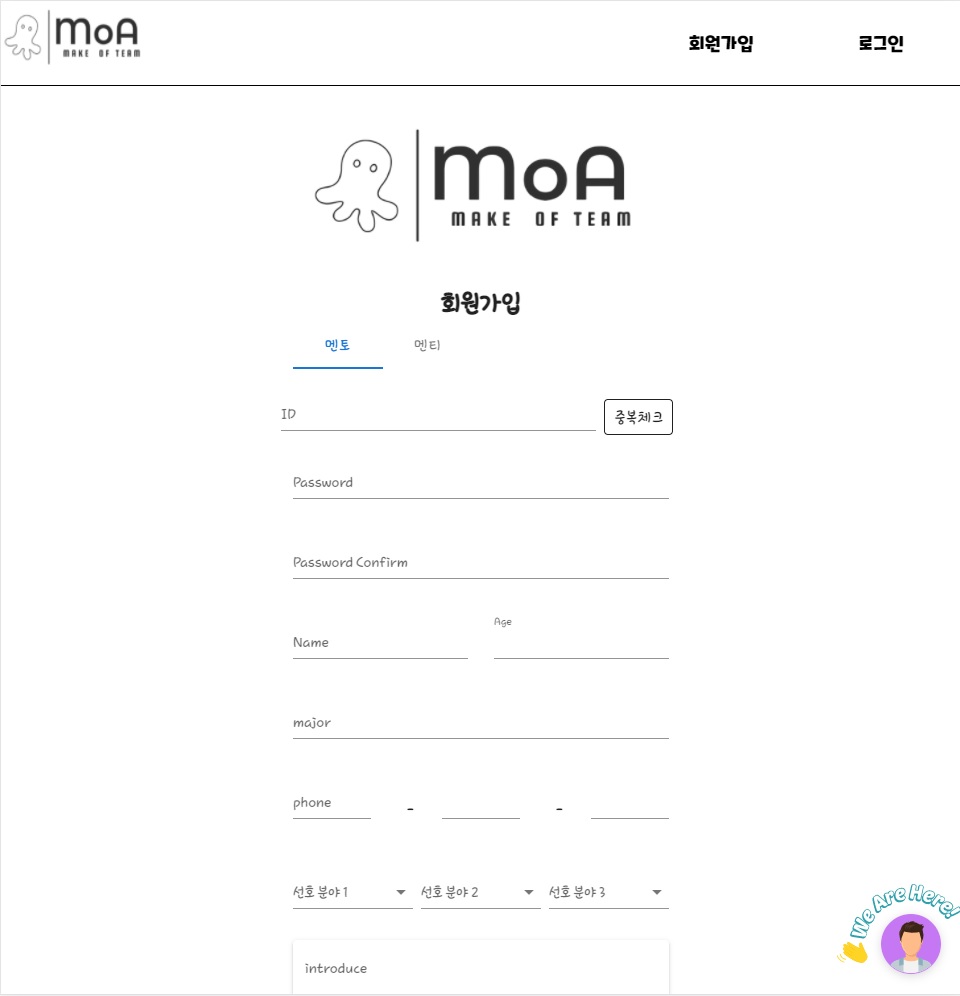 MoA
MAKE OF TEAM
회원가입 로그인
MoA
MAKE OF TEAM
회원가입
멘토 멘티
ID 중복체크
Password
Password Confirm
Age
Name
major
phone - -
선호 분야 1 선호 분야 2 선호 분야 3
We Are Here!
introduce